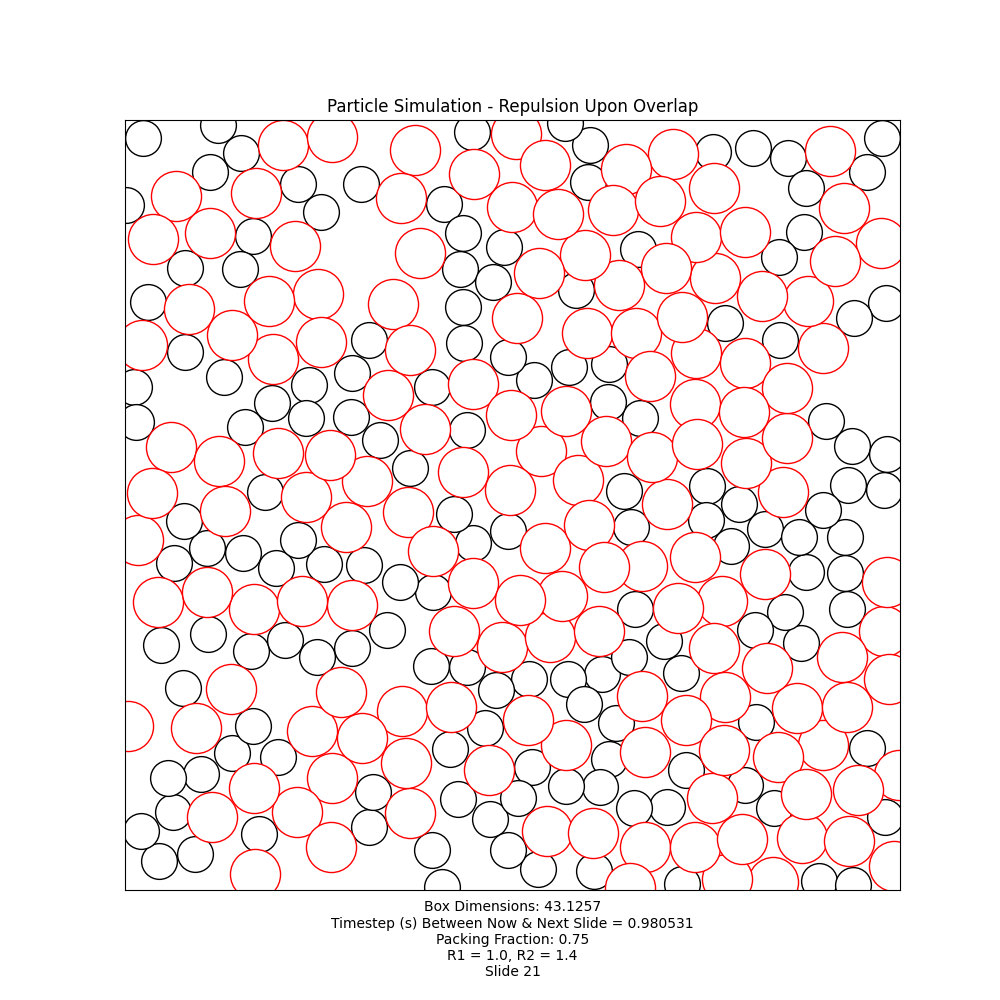 Particle Simulation - Repulsion Upon Overlap
Box Dimensions: 43.1257
Timestep (s) Between Now & Next Slide = 0.980531
Packing Fraction: 0.75
R1 = 1.0, R2 = 1.4
Slide 21